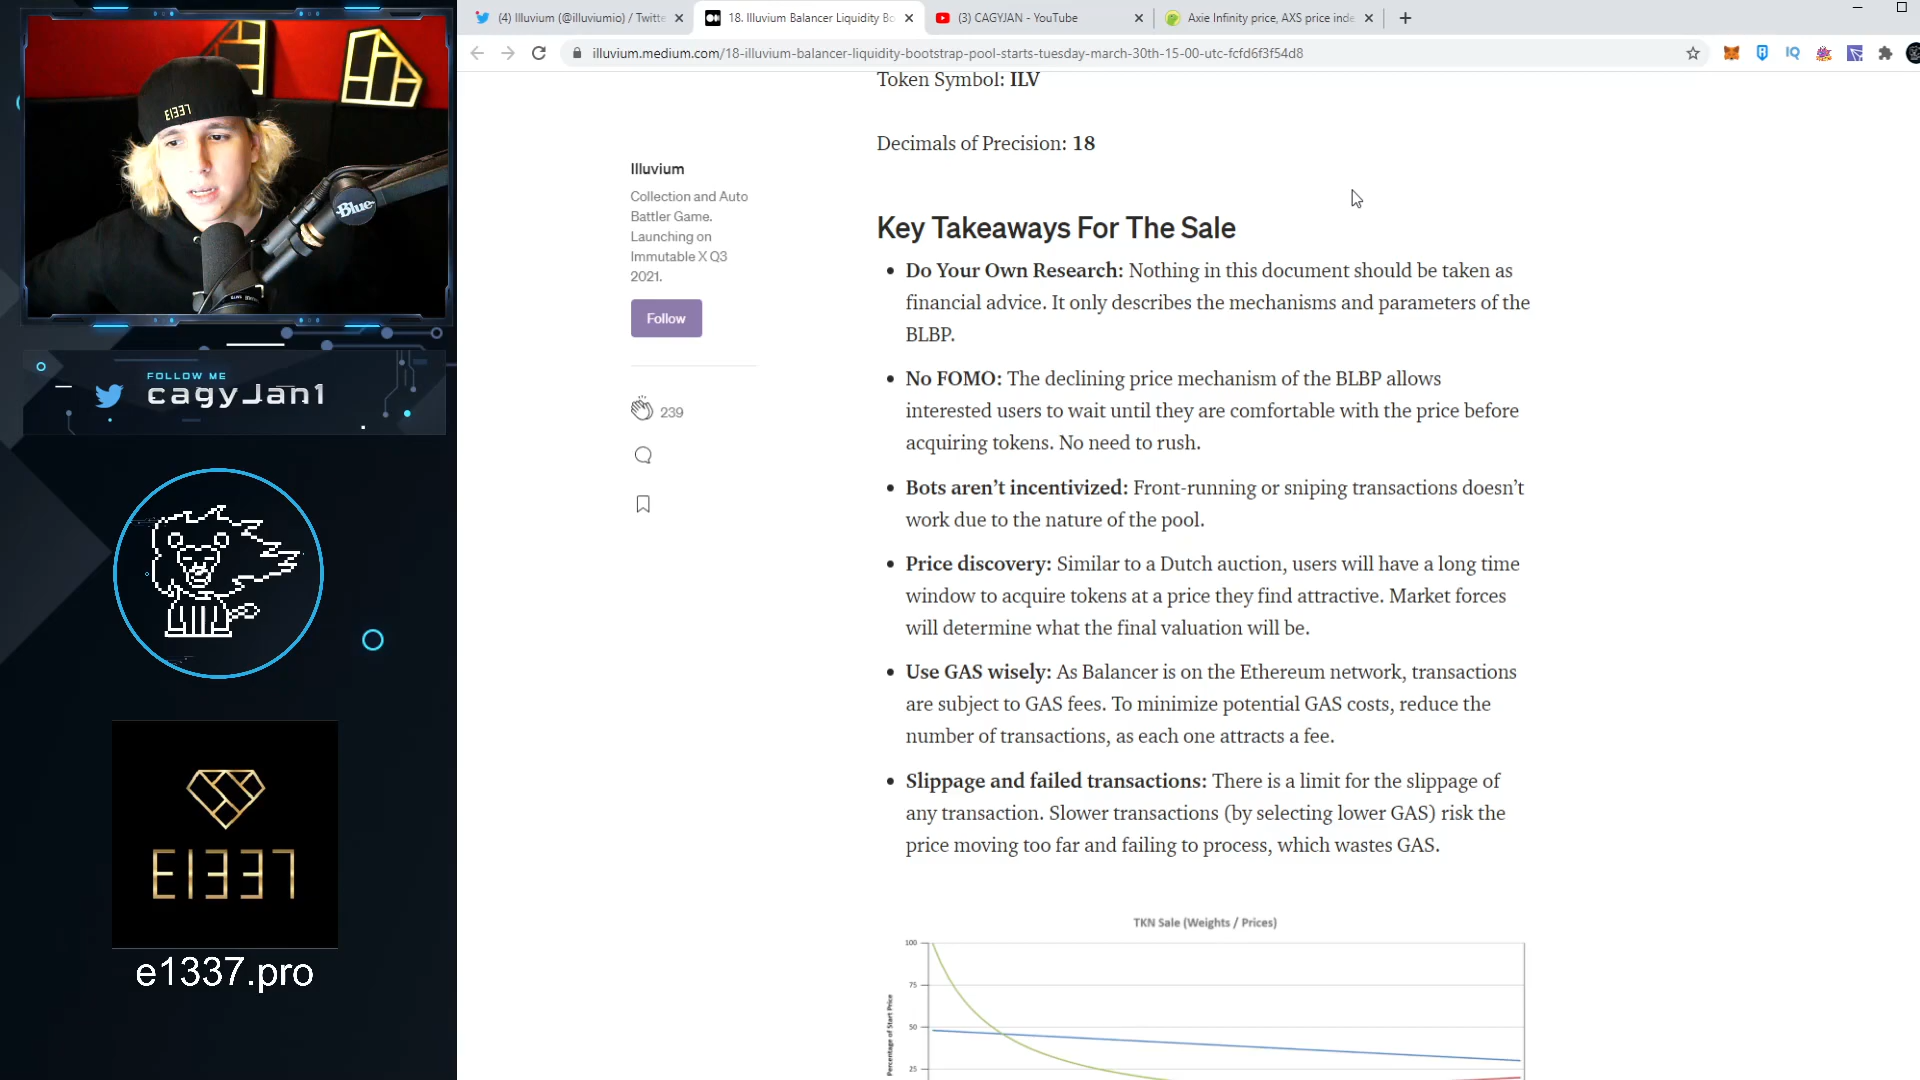 (4) Illuvium (@illuviumio) / Twitte
18. Illuvium Balancer Liquidity Bo
(3) CAGYJAN - YouTube
Axie Infinity price, AXS price inde
illuvium.medium.com/18-illuvium-balancer-liquidity-bootstrap-pool-starts-tuesday-march-30th-15-00-utc-fcfd6f3f54d8
IQ
E1337
Blue
FOLLOW ME
cagyJan1
E1337
e1337.pro
Illuvium
Collection and Auto
Battler Game.
Launching on
Immutable X Q3
2021.
Follow
239
Token Symbol: ILV
Decimals of Precision: 18
Key Takeaways For The Sale
• Do Your Own Research: Nothing in this document should be taken as
financial advice. It only describes the mechanisms and parameters of the
BLBP.
• No FOMO: The declining price mechanism of the BLBP allows
interested users to wait until they are comfortable with the price before
acquiring tokens. No need to rush.
• Bots aren’t incentivized: Front-running or sniping transactions doesn’t
work due to the nature of the pool.
• Price discovery: Similar to a Dutch auction, users will have a long time
window to acquire tokens at a price they find attractive. Market forces
will determine what the final valuation will be.
• Use GAS wisely: As Balancer is on the Ethereum network, transactions
are subject to GAS fees. To minimize potential GAS costs, reduce the
number of transactions, as each one attracts a fee.
• Slippage and failed transactions: There is a limit for the slippage of
any transaction. Slower transactions (by selecting lower GAS) risk the
price moving too far and failing to process, which wastes GAS.
TKN Sale (Weights / Prices)
100
75
50
25
Percentage of Start Price